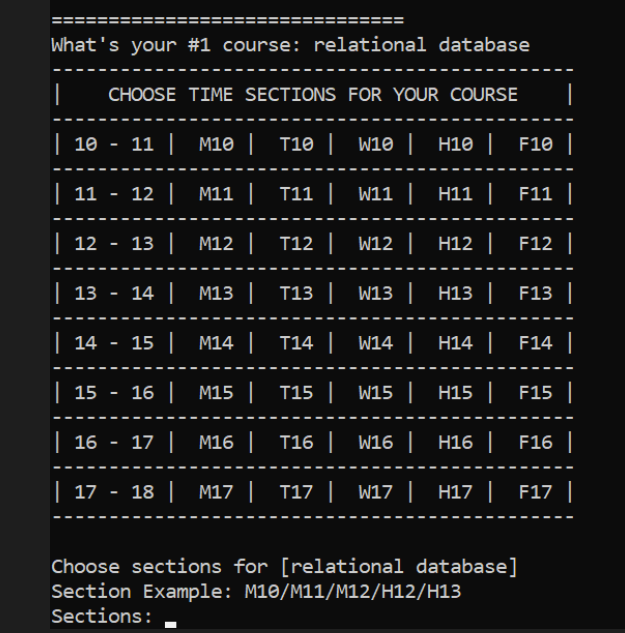 ===============================
What's your #1 course: relational database
----------------------------------------------
|    CHOOSE TIME SECTIONS FOR YOUR COURSE    |
----------------------------------------------
| 10 - 11 |  M10 |  T10 |  W10 |  H10 |  F10 |
----------------------------------------------
| 11 - 12 |  M11 |  T11 |  W11 |  H11 |  F11 |
----------------------------------------------
| 12 - 13 |  M12 |  T12 |  W12 |  H12 |  F12 |
----------------------------------------------
| 13 - 14 |  M13 |  T13 |  W13 |  H13 |  F13 |
----------------------------------------------
| 14 - 15 |  M14 |  T14 |  W14 |  H14 |  F14 |
----------------------------------------------
| 15 - 16 |  M15 |  T15 |  W15 |  H15 |  F15 |
----------------------------------------------
| 16 - 17 |  M16 |  T16 |  W16 |  H16 |  F16 |
----------------------------------------------
| 17 - 18 |  M17 |  T17 |  W17 |  H17 |  F17 |
----------------------------------------------
Choose sections for [relational database]
Section Example: M10/M11/M12/H12/H13
Sections: